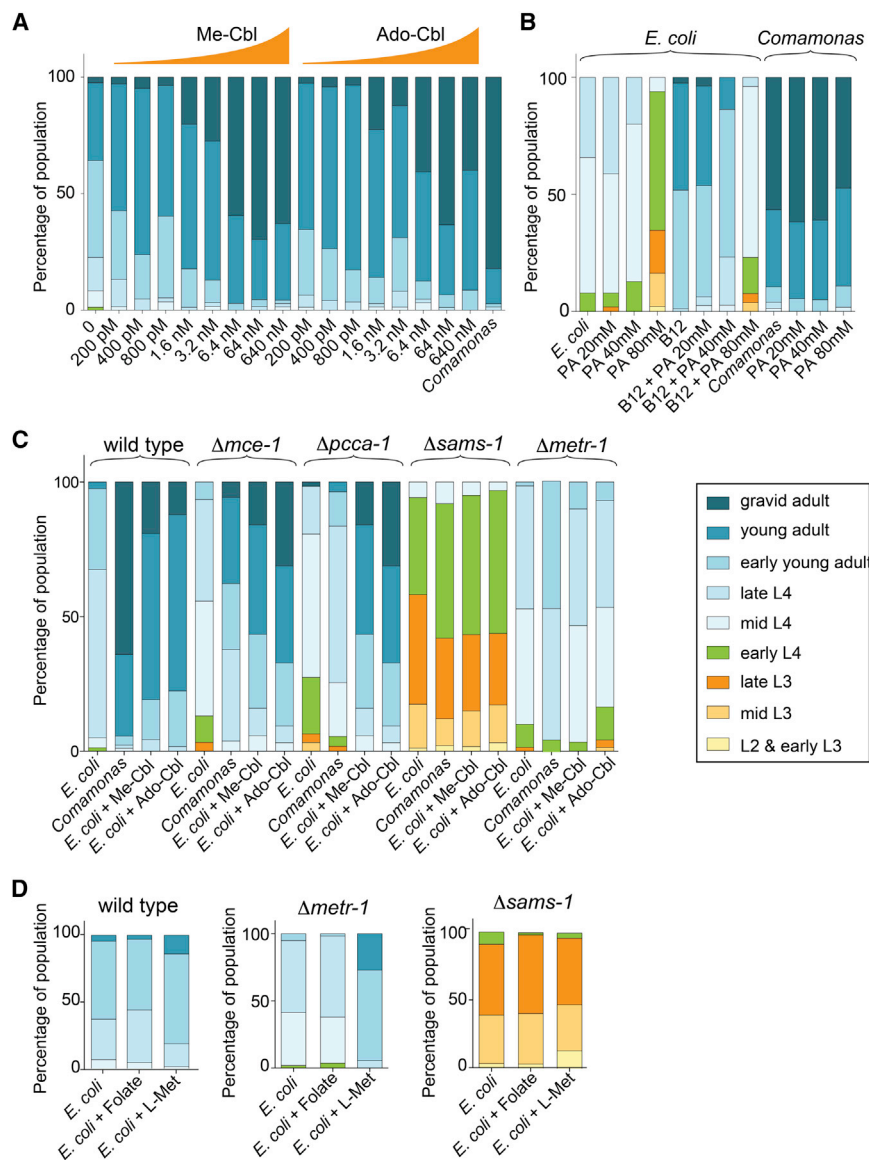 A
Me-Cbl
Ado-Cbl
Percentage of population
100
50
0
0
200 pM
400 pM
800 pM
1.6 nM
3.2 nM
6.4 nM
64 nM
640 nM
200 pM
400 pM
800 pM
1.6 nM
3.2 nM
6.4 nM
64 nM
640 nM
Comamonas
B
E. coli
Comamonas
Percentage of population
100
50
0
E. coli
PA 20mM
PA 40mM
PA 80mM
B12
B12 + PA 20mM
B12 + PA 40mM
B12 + PA 80mM
Comamonas
PA 20mM
PA 40mM
PA 80mM
C
wild type
Δmce-1
Δpcca-1
Δsams-1
Δmetr-1
Percentage of population
100
50
0
E. coli
Comamonas
E. coli + Me-Cbl
E. coli + Ado-Cbl
E. coli
Comamonas
E. coli + Me-Cbl
E. coli + Ado-Cbl
E. coli
Comamonas
E. coli + Me-Cbl
E. coli + Ado-Cbl
E. coli
Comamonas
E. coli + Me-Cbl
E. coli + Ado-Cbl
E. coli
Comamonas
E. coli + Me-Cbl
E. coli + Ado-Cbl
gravid adult
young adult
early young adult
late L4
mid L4
early L4
late L3
mid L3
L2 & early L3
D
wild type
Percentage of population
100
50
0
E. coli
E. coli + Folate
E. coli + L-Met
Δmetr-1
Percentage of population
100
50
0
E. coli
E. coli + Folate
E. coli + L-Met
Δsams-1
Percentage of population
100
50
0
E. coli
E. coli + Folate
E. coli + L-Met